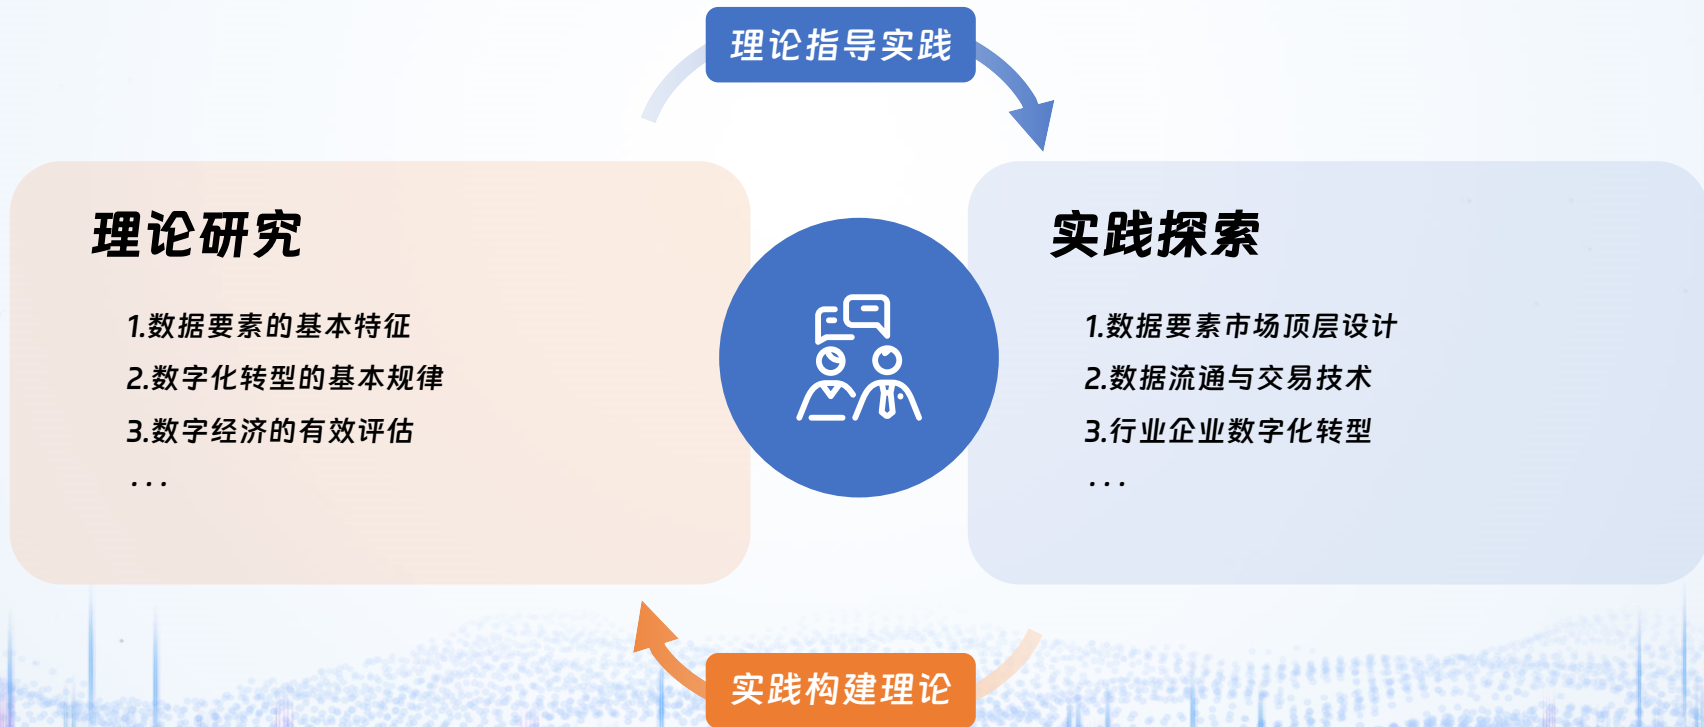 理论指导实践
理论研究
1.数据要素的基本特征
2.数字化转型的基本规律
3.数字经济的有效评估
...
实践探索
1.数据要素市场顶层设计
2.数据流通与交易技术
3.行业企业数字化转型
...
实践构建理论